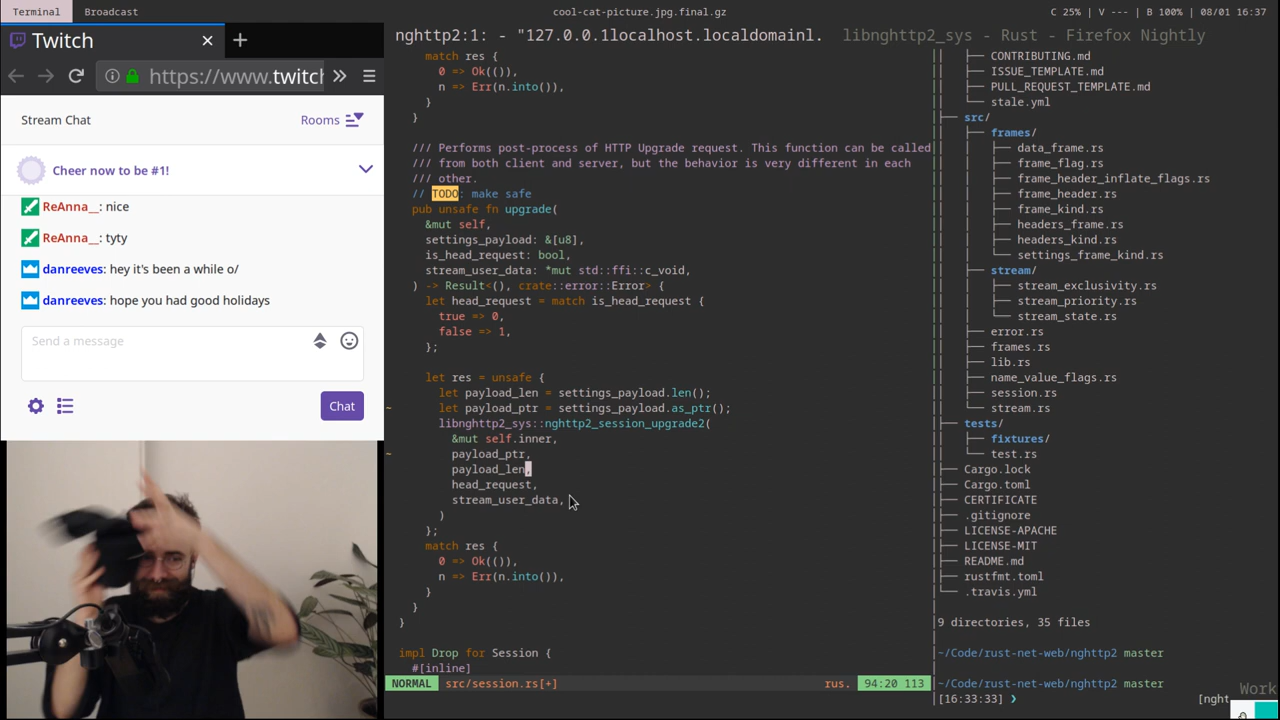 Terminal
Broadcast
cool-cat-picture.jpg.final.gz
C 25% | V --- | B 100% | 08/01 16:37
Twitch
https://www.twitch
Stream Chat
Rooms
Cheer now to be #1!
ReAnna__: nice
ReAnna__: tyty
danreeves: hey it's been a while o/
danreeves: hope you had good holidays
Send a message
Chat
nghttp2:1: - "127.0.0.1localhost.localdomainl.
libnghttp2_sys - Rust - Firefox Nightly
match res {
0 => Ok(()),
n => Err(n.into()),
}
}
/// Performs post-process of HTTP Upgrade request. This function can be called
/// from both client and server, but the behavior is very different in each
/// other.
// TODO: make safe
pub unsafe fn upgrade(
&mut self,
settings_payload: &[u8],
is_head_request: bool,
stream_user_data: *mut std::ffi::c_void,
) -> Result<(), crate::error::Error> {
let head_request = match is_head_request {
true => 0,
false => 1,
};
let res = unsafe {
let payload_len = settings_payload.len();
~ let payload_ptr = settings_payload.as_ptr();
libnghttp2_sys::nghttp2_session_upgrade2(
&mut self.inner,
~ payload_ptr,
payload_len,
head_request,
stream_user_data,
)
};
match res {
0 => Ok(()),
n => Err(n.into()),
}
}
}
impl Drop for Session {
#[inline]
NORMAL src/session.rs[+] rus. 94:20 113
├── CONTRIBUTING.md
├── ISSUE_TEMPLATE.md
├── PULL_REQUEST_TEMPLATE.md
└── stale.yml
├── src/
├── frames/
├── data_frame.rs
├── frame_flag.rs
├── frame_header_inflate_flags.rs
├── frame_header.rs
├── frame_kind.rs
├── headers_frame.rs
├── headers_kind.rs
└── settings_frame_kind.rs
├── stream/
├── stream_exclusivity.rs
├── stream_priority.rs
└── stream_state.rs
├── error.rs
├── frames.rs
├── lib.rs
├── name_value_flags.rs
├── session.rs
└── stream.rs
├── tests/
├── fixtures/
└── test.rs
├── Cargo.lock
├── Cargo.toml
├── CERTIFICATE
├── .gitignore
├── LICENSE-APACHE
├── LICENSE-MIT
├── README.md
├── rustfmt.toml
└── .travis.yml
9 directories, 35 files
~/Code/rust-net-web/nghttp2 master
~/Code/rust-net-web/nghttp2 master
[16:33:33] ❯
[nght
Work